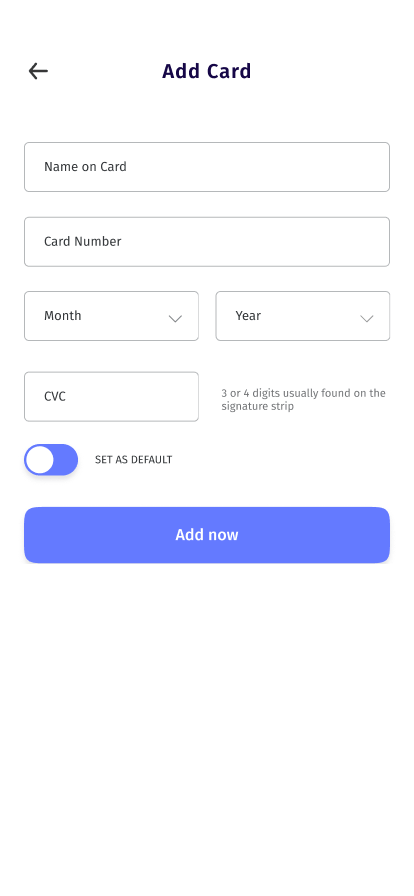 Add Card
Name on Card
Card Number
Month
Year
CVC
3 or 4 digits usually found on the
signature strip
SET AS DEFAULT
Add now